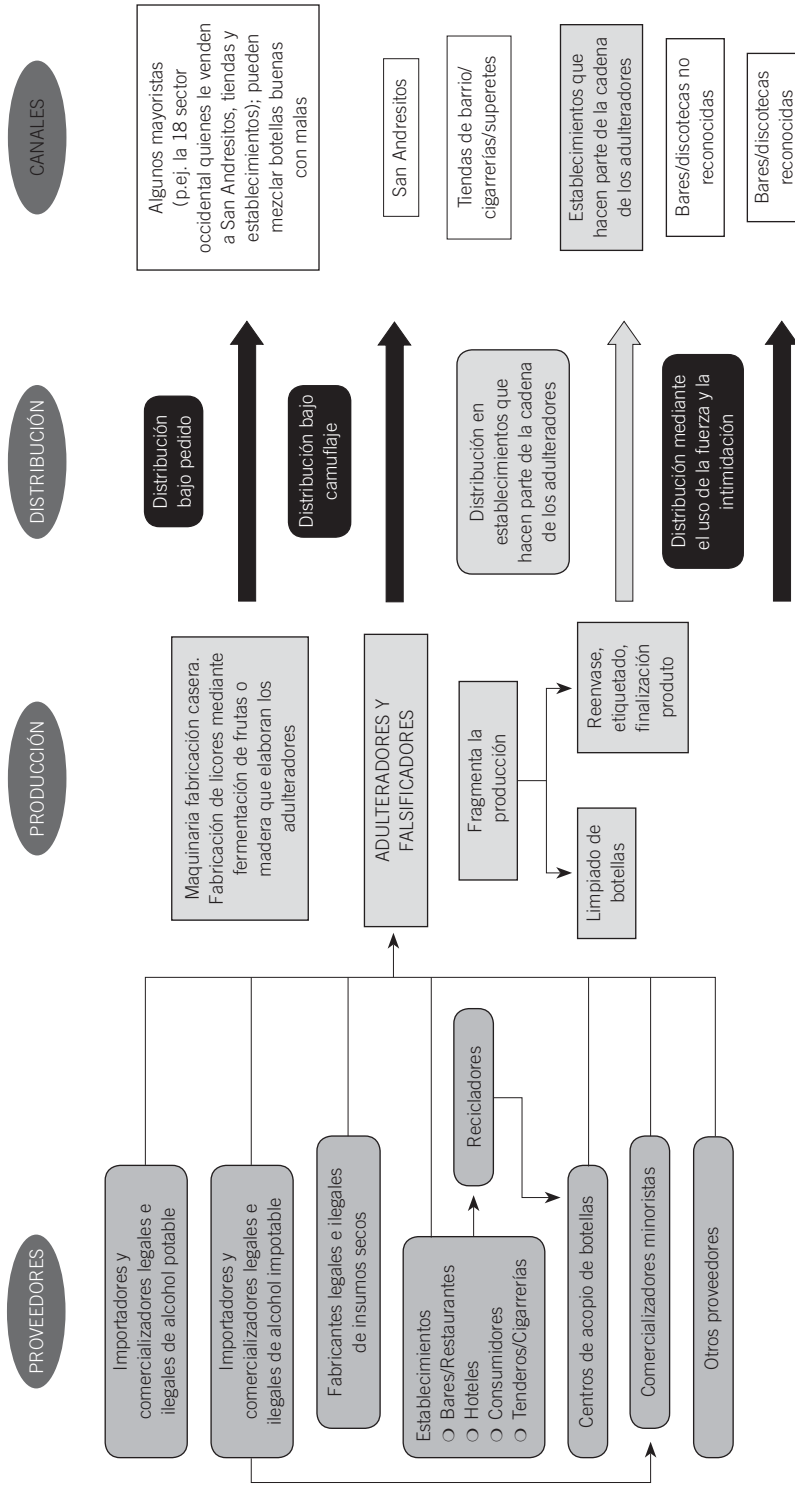 PROVEEDORES
Importadores y
comercializadores legales e
ilegales de alcohol potable
Importadores y
comercializadores legales e
ilegales de alcohol impotable
Fabricantes legales e ilegales
de insumos secos
Establecimientos
❍ Bares/Restaurantes
❍ Hoteles
❍ Consumidores
❍ Tenderos/Cigarrerías
Recicladores
Centros de acopio de botellas
Comercializadores minoristas
Otros proveedores
PRODUCCIÓN
Maquinaria fabricación casera.
Fabricación de licores mediante
fermentación de frutas o
madera que elaboran los
adulteradores
ADULTERADORES Y
FALSIFICADORES
Fragmenta la
producción
Limpiado de
botellas
Reenvase,
etiquetado,
finalización
produto
DISTRIBUCIÓN
Distribución
bajo pedido
Distribución bajo
camuflaje
Distribución en
establecimientos que
hacen parte de la cadena
de los adulteradores
Distribución mediante
el uso de la fuerza y la
intimidación
CANALES
Algunos mayoristas
(p.ej. la 18 sector
occidental quienes le venden
a San Andresitos, tiendas y
establecimientos); pueden
mezclar botellas buenas
con malas
San Andresitos
Tiendas de barrio/
cigarrerías/superetes
Establecimientos que
hacen parte de la cadena
de los adulteradores
Bares/discotecas no
reconocidas
Bares/discotecas
reconocidas